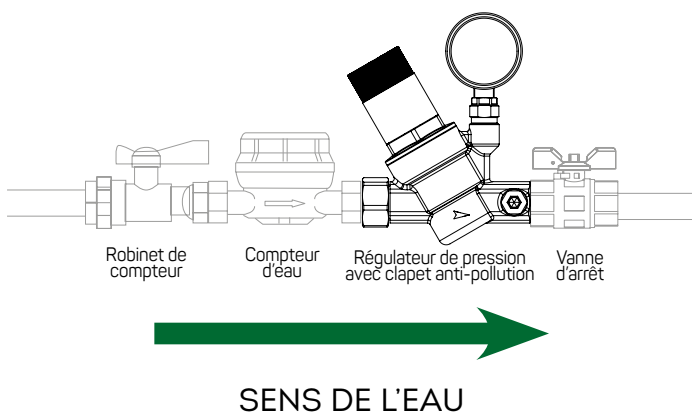 Robinet de
compteur
Compteur
d'eau
Régulateur de pression
avec clapet anti-pollution
Vanne
d'arrêt
SENS DE L'EAU